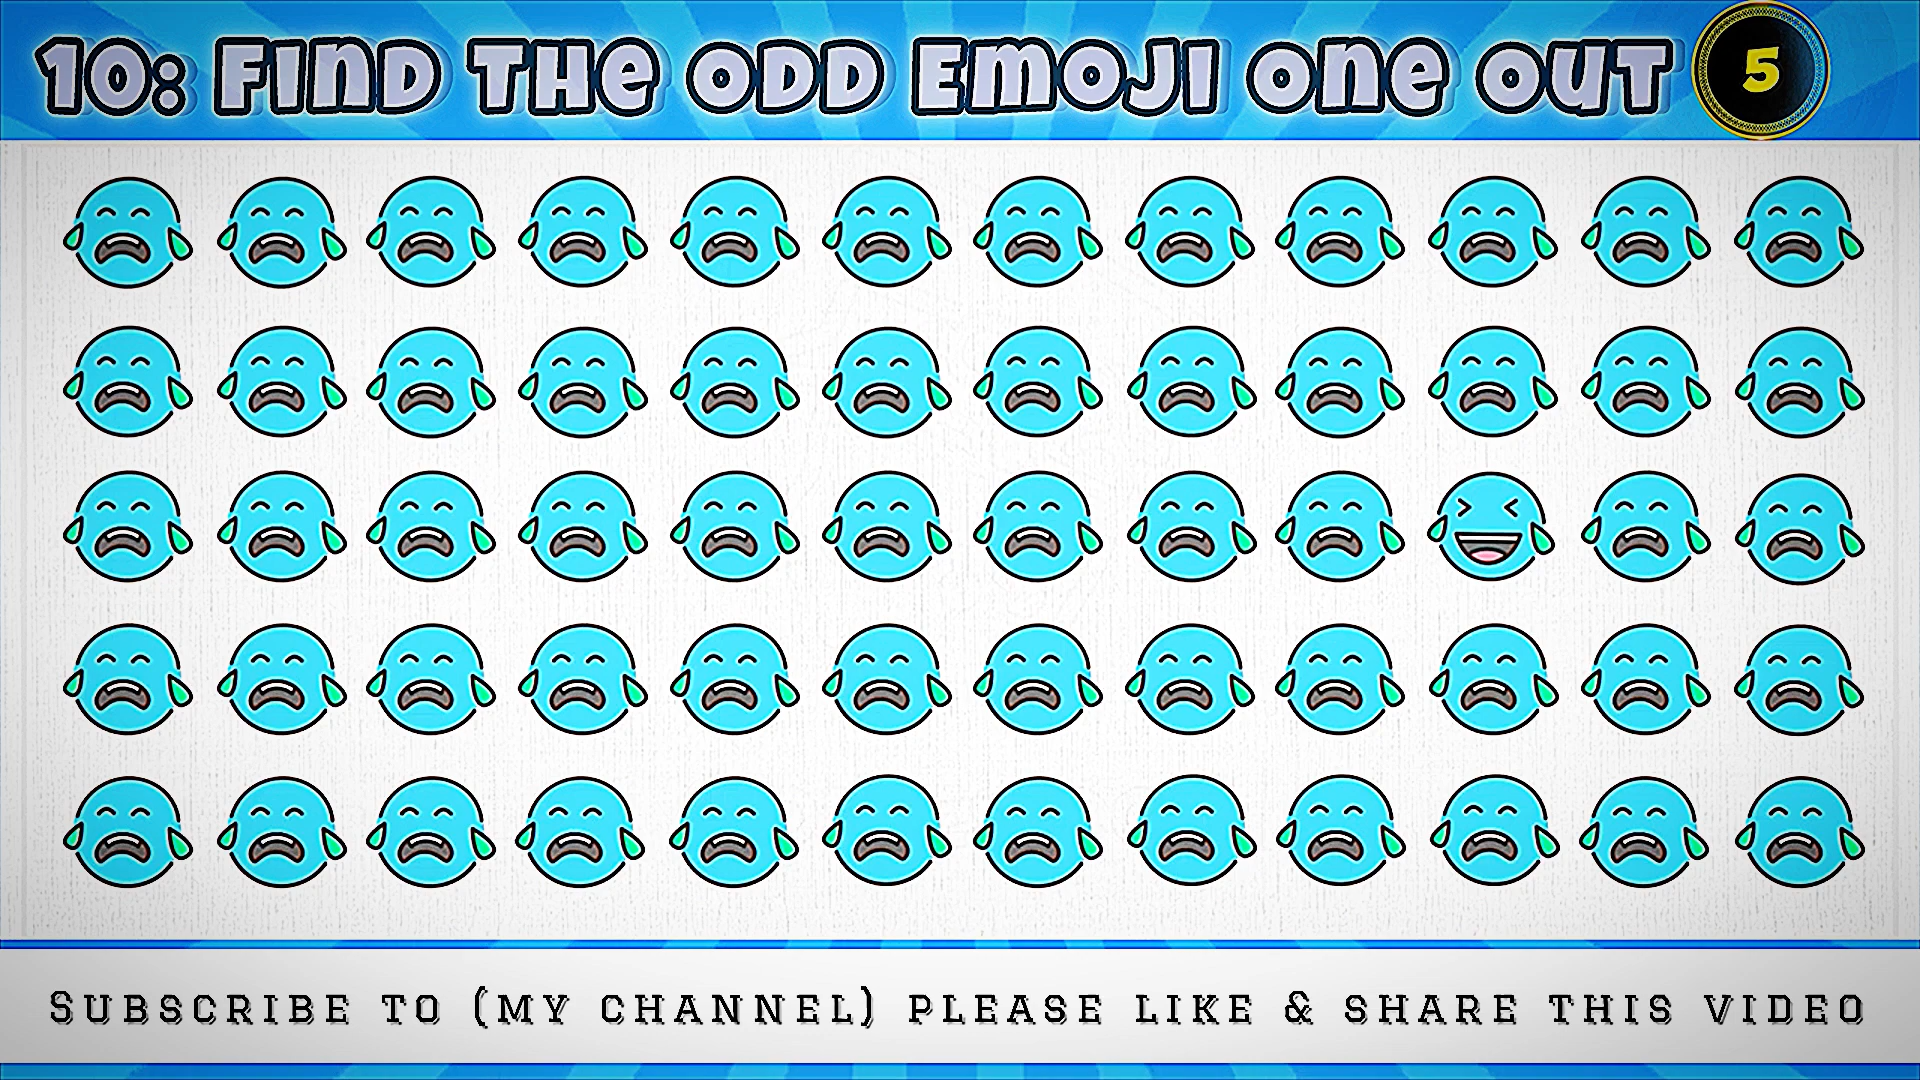 10: Find the odd Emoji one out 5
Subscribe to (my channel) please like & share this video